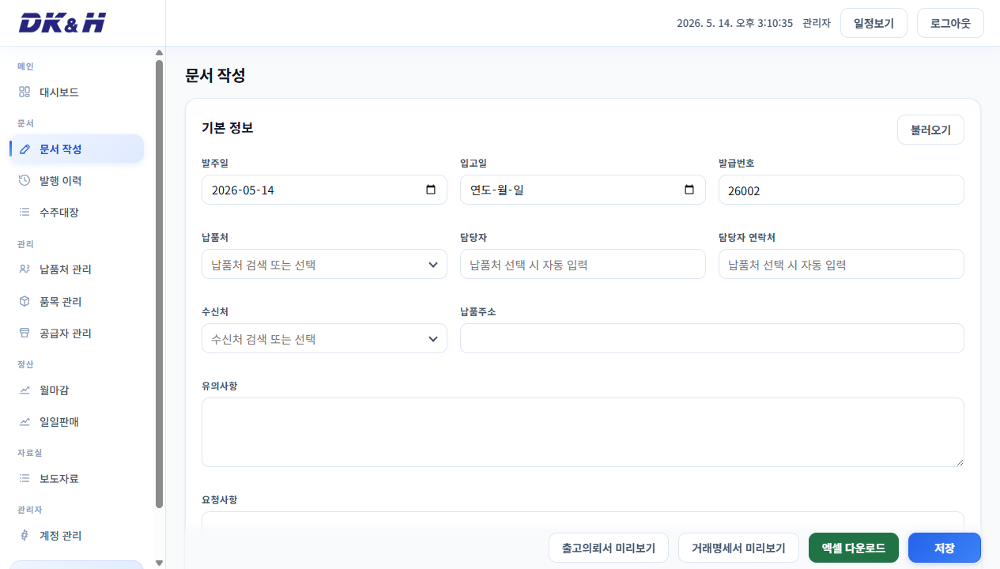 DK&H
2026. 5. 14. 오후 3:10:35 관리자 일정보기 로그아웃
메인
대시보드
문서
문서 작성
발행 이력
수주대장
관리
납품처 관리
품목 관리
공급자 관리
정산
월마감
일일판매
자료실
보도자료
관리자
계정 관리
문서 작성
기본 정보 불러오기
발주일 입고일 발급번호
2026-05-14 연도-월-일 26002
납품처 담당자 담당자 연락처
납품처 검색 또는 선택 납품처 선택 시 자동 입력 납품처 선택 시 자동 입력
수신처 납품주소
수신처 검색 또는 선택
유의사항
요청사항
출고의뢰서 미리보기 거래명세서 미리보기 엑셀 다운로드 저장